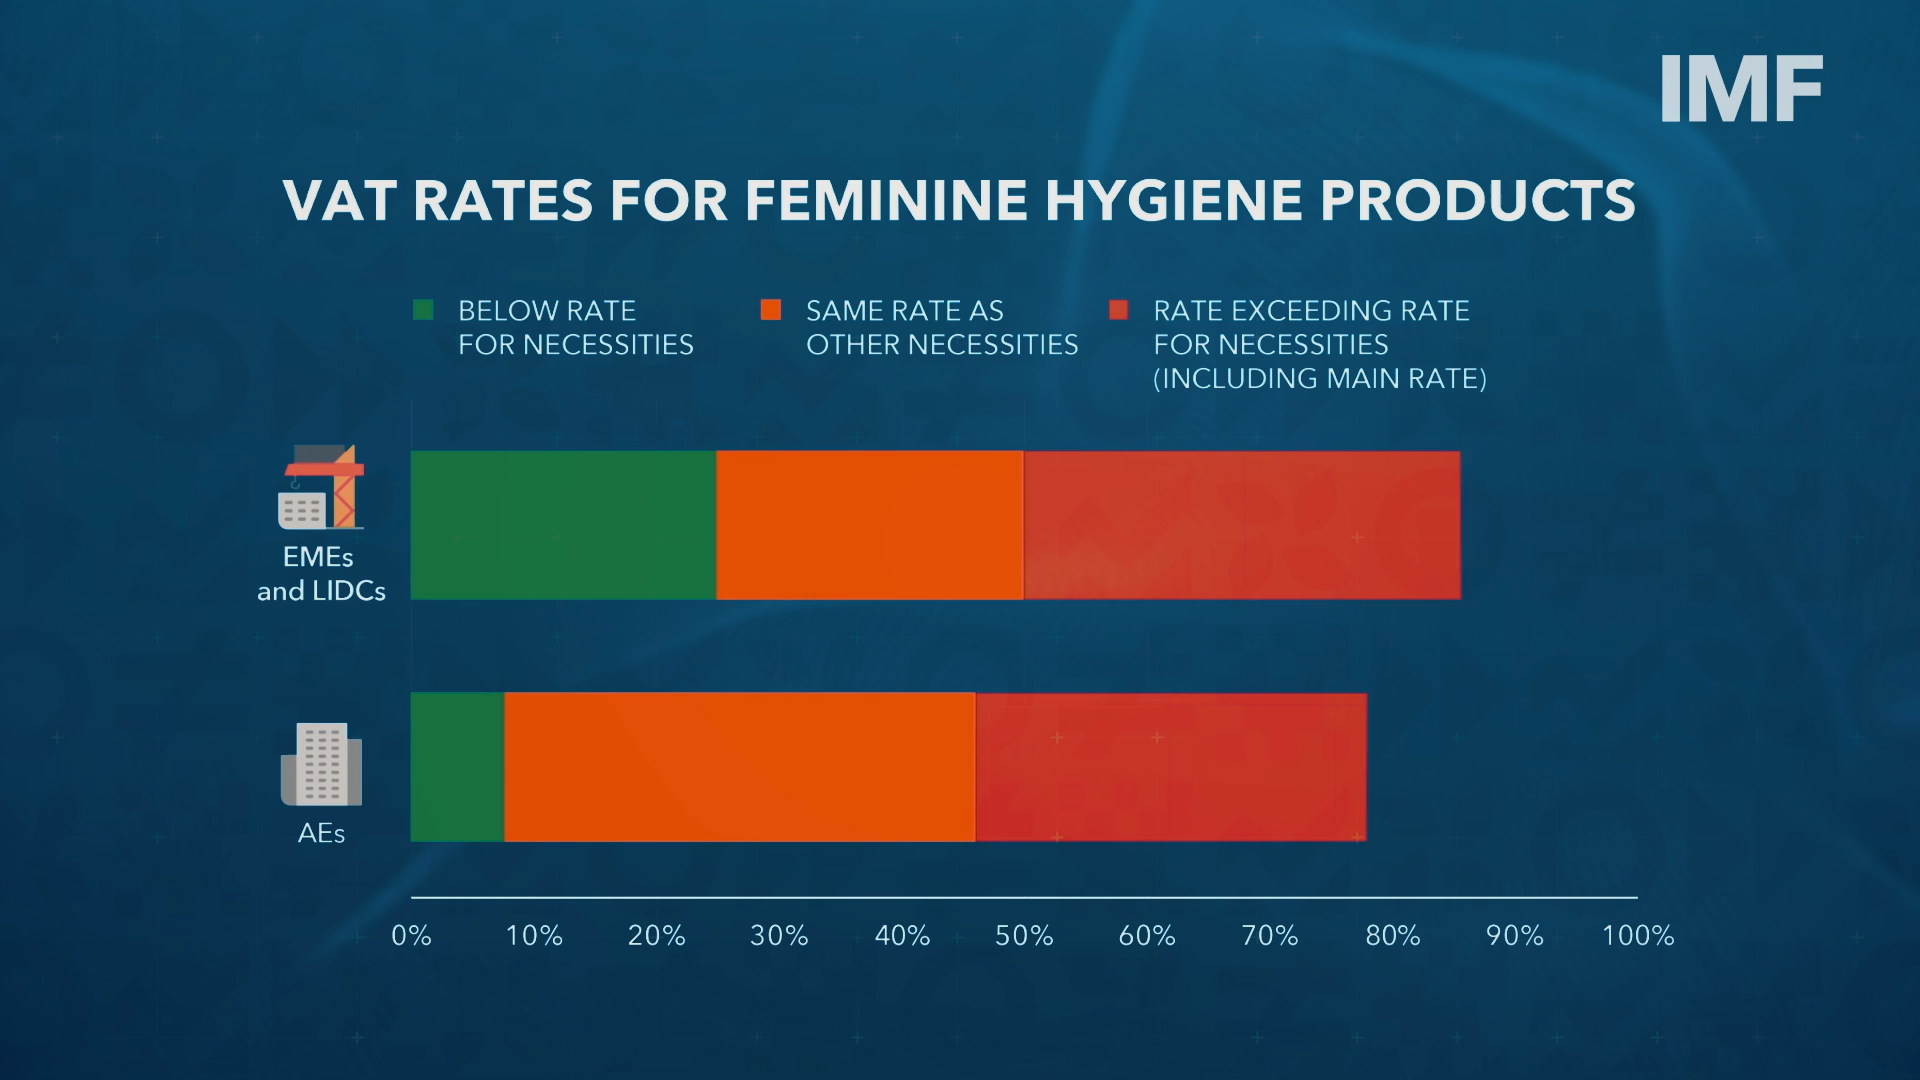 IMF
VAT RATES FOR FEMININE HYGIENE PRODUCTS
BELOW RATE
FOR NECESSITIES
SAME RATE AS
OTHER NECESSITIES
RATE EXCEEDING RATE
FOR NECESSITIES
(INCLUDING MAIN RATE)
EMEs
and LIDCs
AEs
0% 10% 20% 30% 40% 50% 60% 70% 80% 90% 100%